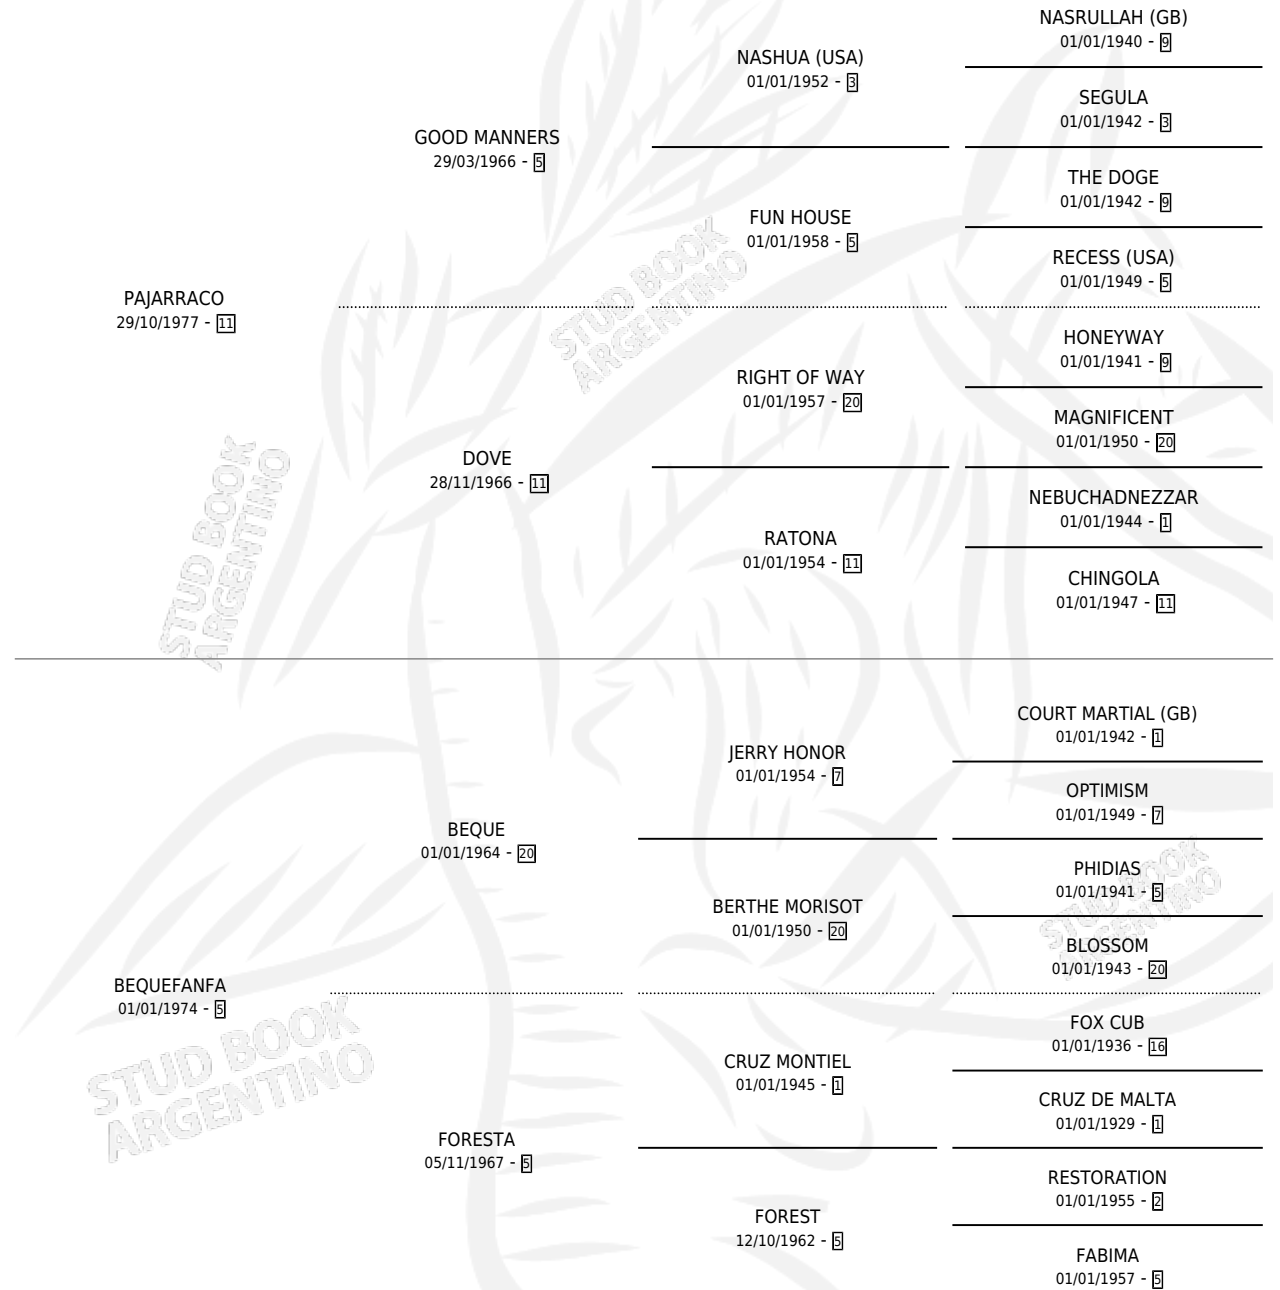 NASRULLAH (GB)
01/01/1940 - 9
NASHUA (USA)
01/01/1952 - 3
SEGULA
01/01/1942 - 3
GOOD MANNERS
29/03/1966 - 5
THE DOGE
01/01/1942 - 9
FUN HOUSE
01/01/1958 - 5
RECESS (USA)
01/01/1949 - 5
PAJARRACO
29/10/1977 - 11
HONEYWAY
01/01/1941 - 9
RIGHT OF WAY
01/01/1957 - 20
MAGNIFICENT
01/01/1950 - 20
DOVE
28/11/1966 - 11
NEBUCHADNEZZAR
01/01/1944 - 1
RATONA
01/01/1954 - 11
CHINGOLA
01/01/1947 - 11
COURT MARTIAL (GB)
01/01/1942 - 1
JERRY HONOR
01/01/1954 - 7
OPTIMISM
01/01/1949 - 7
BEQUE
01/01/1964 - 20
PHIDIAS
01/01/1941 - 5
BERTHE MORISOT
01/01/1950 - 20
BLOSSOM
01/01/1943 - 20
BEQUEFANFA
01/01/1974 - 5
FOX CUB
01/01/1936 - 16
CRUZ MONTIEL
01/01/1945 - 1
CRUZ DE MALTA
01/01/1929 - 1
FORESTA
05/11/1967 - 5
RESTORATION
01/01/1955 - 2
FOREST
12/10/1962 - 5
FABIMA
01/01/1957 - 5
STUD BOOK
ARGENTINO
STUD BOOK
ARGENTINO
STUD BOOK
ARGENTINO
STUD BOOK
ARGENTINO